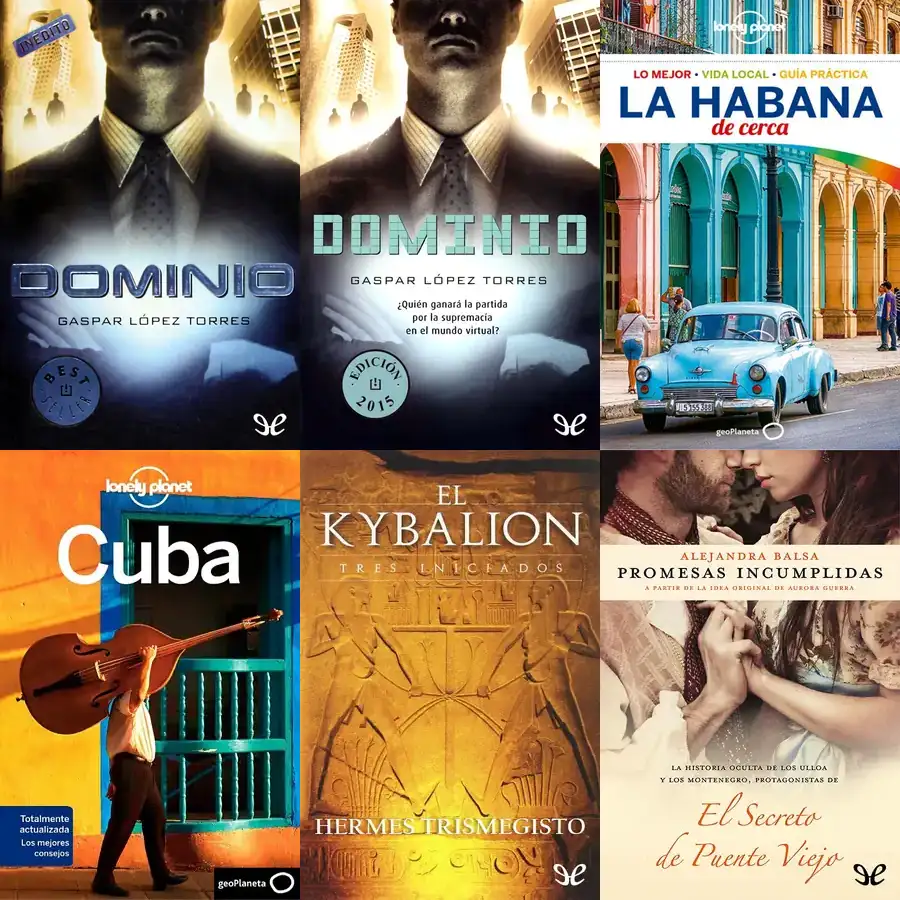 INÉDITO
DOMINIO
GASPAR LÓPEZ TORRES
BEST
SELLER
DOMINIO
GASPAR LÓPEZ TORRES
¿Quién ganará la partida
por la supremacía
en el mundo virtual?
EDICIÓN
2015
lonely planet
LO MEJOR • VIDA LOCAL • GUÍA PRÁCTICA
LA HABANA
de cerca
geoPlaneta
lonely planet
Cuba
Totalmente
actualizada
Los mejores
consejos
geoPlaneta
EL
KYBALION
TRES INICIADOS
HERMES TRISMEGISTO
ALEJANDRA BALSA
PROMESAS INCUMPLIDAS
A PARTIR DE LA IDEA ORIGINAL DE AURORA GUERRA
LA HISTORIA OCULTA DE LOS ULLOA
Y LOS MONTENEGRO, PROTAGONISTAS DE
El Secreto
de Puente Viejo